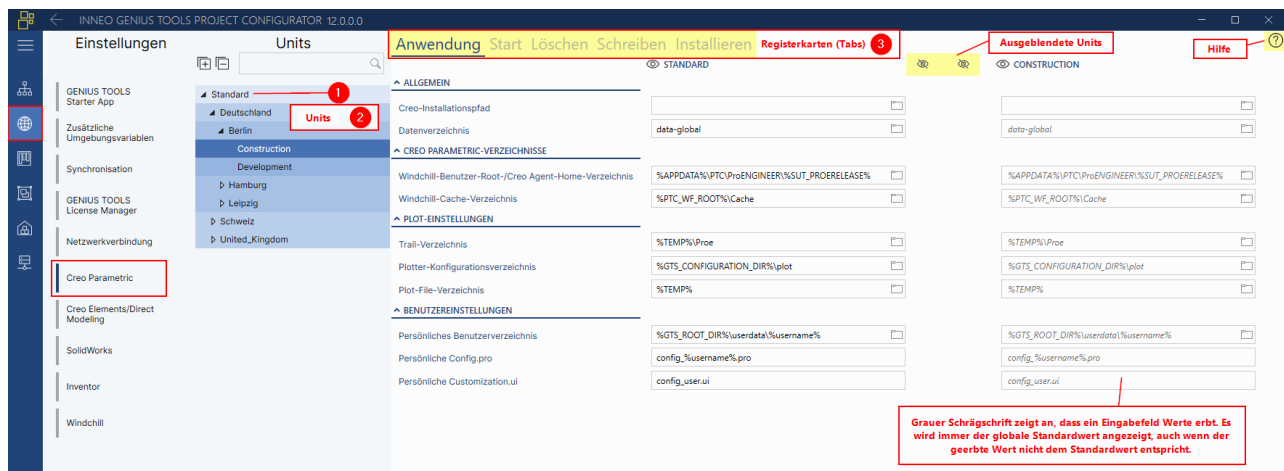 INNEO GENIUS TOOLS PROJECT CONFIGURATOR 12.0.0.0
Einstellungen
Units
Anwendung Start Löschen Schreiben Installieren
Registerkarten (Tabs) 3
Ausgeblendete Units
Hilfe
STANDARD
CONSTRUCTION
GENIUS TOOLS
Starter App
Zusätzliche
Umgebungsvariablen
Synchronisation
GENIUS TOOLS
License Manager
Netzwerkverbindung
Creo Parametric
Creo Elements/Direct
Modeling
SolidWorks
Inventor
Windchill
Standard
1
Deutschland
Units 2
Berlin
Construction
Development
Hamburg
Leipzig
Schweiz
United_Kingdom
ALLGEMEIN
Creo-Installationspfad
Datenverzeichnis data-global data-global
CREO PARAMETRIC-VERZEICHNISSE
Windchill-Benutzer-Root-/Creo Agent-Home-Verzeichnis %APPDATA%\PTC\ProENGINEER\%SUT_PROERELEASE% %APPDATA%\PTC\ProENGINEER\%SUT_PROERELEASE%
Windchill-Cache-Verzeichnis %PTC_WF_ROOT%\Cache %PTC_WF_ROOT%\Cache
PLOT-EINSTELLUNGEN
Trail-Verzeichnis %TEMP%\Proe %TEMP%\Proe
Plotter-Konfigurationsverzeichnis %GTS_CONFIGURATION_DIR%\plot %GTS_CONFIGURATION_DIR%\plot
Plot-File-Verzeichnis %TEMP% %TEMP%
BENUTZEREINSTELLUNGEN
Persönliches Benutzerverzeichnis %GTS_ROOT_DIR%\userdata\%username% %GTS_ROOT_DIR%\userdata\%username%
Persönliche Config.pro config_%username%.pro config_%username%.pro
Persönliche Customization.ui config_user.ui config_user.ui
Grauer Schrägschrift zeigt an, dass ein Eingabefeld Werte erbt. Es
wird immer der globale Standardwert angezeigt, auch wenn der
geerbte Wert nicht dem Standardwert entspricht.